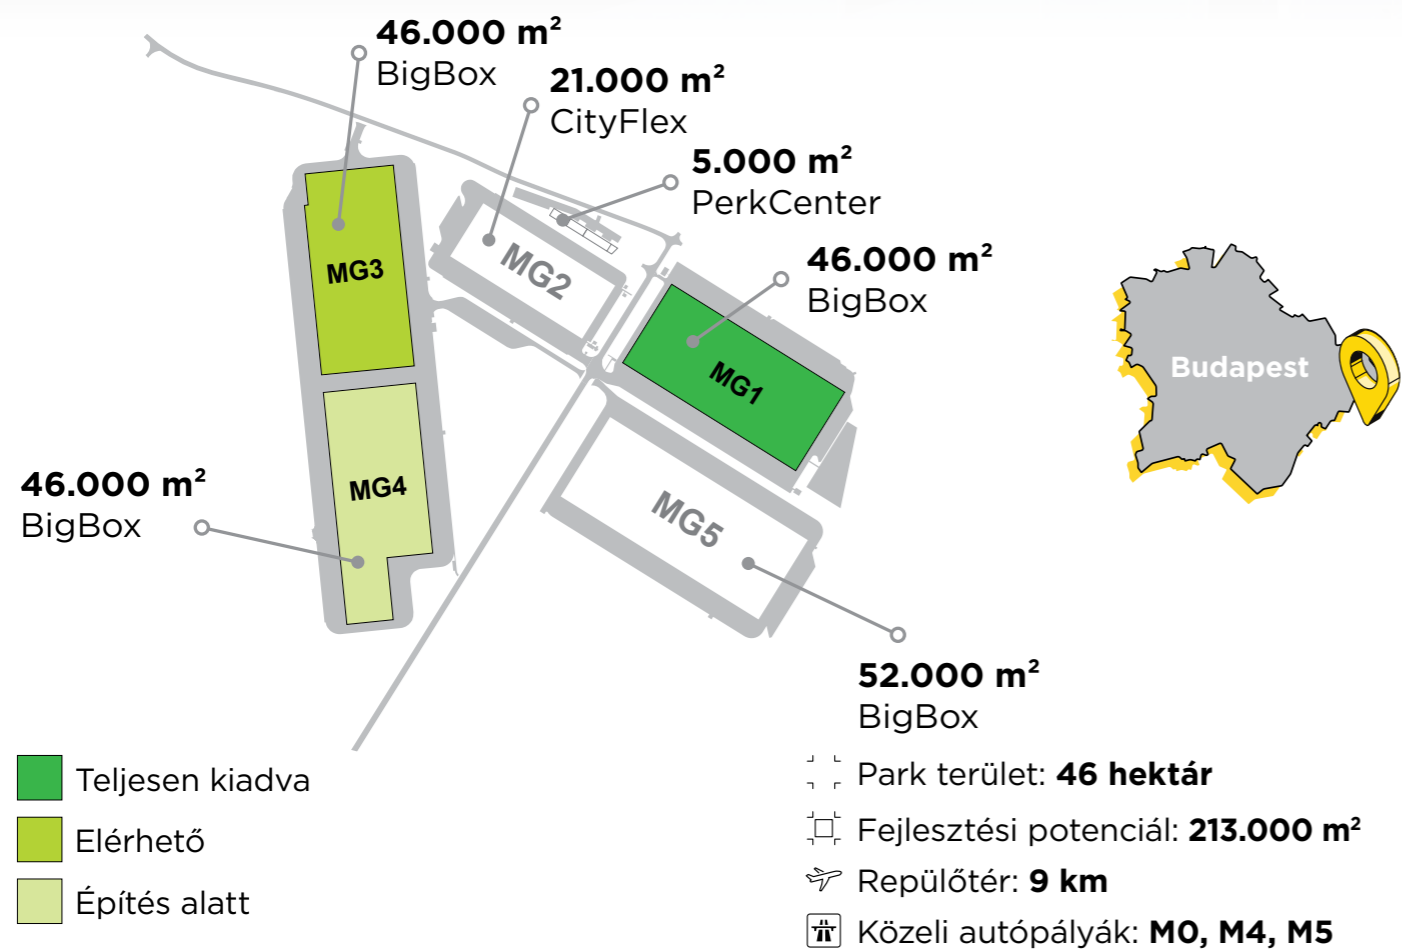 46.000 m²
BigBox
21.000 m²
CityFlex
5.000 m²
PerkCenter
46.000 m²
BigBox
MG3
MG2
MG1
Budapest
46.000 m²
BigBox
MG4
MG5
52.000 m²
BigBox
Teljesen kiadva
Elérhető
Építés alatt
Park terület: 46 hektár
Fejlesztési potenciál: 213.000 m²
Repülőtér: 9 km
Közeli autópályák: M0, M4, M5